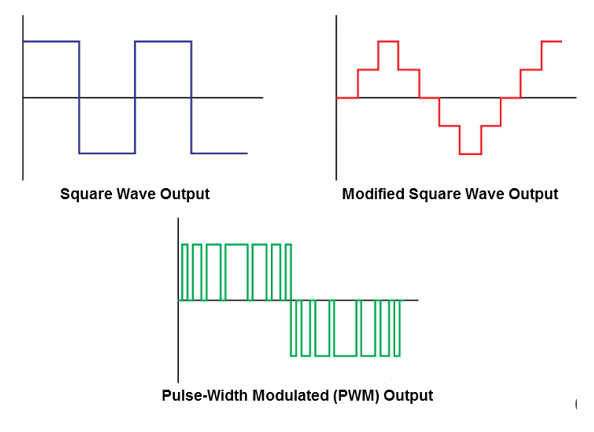 Square Wave Output
Modified Square Wave Output
Pulse-Width Modulated (PWM) Output